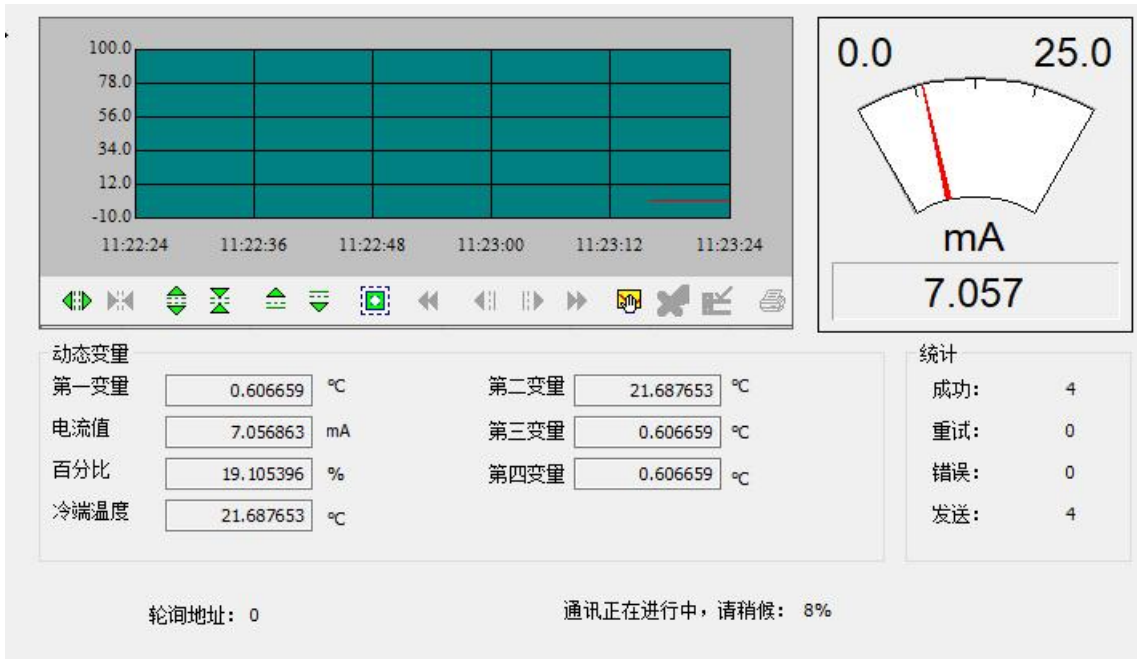 100.0
78.0
56.0
34.0
12.0
-10.0
11:22:24 11:22:36 11:22:48 11:23:00 11:23:12 11:23:24
0.0 25.0
mA
7.057
动态变量
第一变量 0.606659 ℃ 第二变量 21.687653 ℃
电流值 7.056863 mA 第三变量 0.606659 ℃
百分比 19.105396 % 第四变量 0.606659 ℃
冷端温度 21.687653 ℃
统计
成功: 4
重试: 0
错误: 0
发送: 4
轮询地址: 0 通讯正在进行中，请稍候: 8%